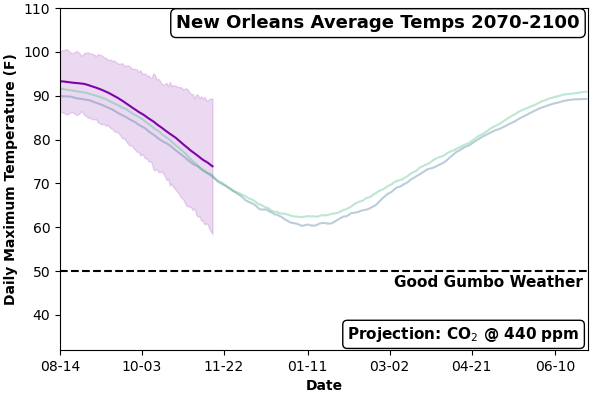 New Orleans Average Temps 2070-2100
Daily Maximum Temperature (F)
110
100
90
80
70
60
50
40
Good Gumbo Weather
Projection: CO₂ @ 440 ppm
08-14 10-03 11-22 01-11 03-02 04-21 06-10
Date